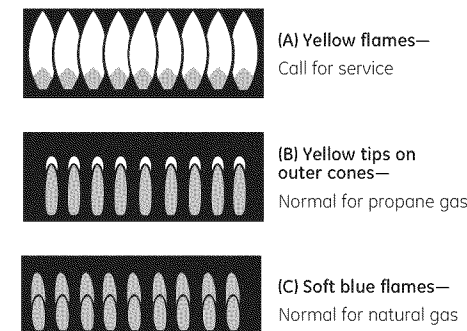 (A) Yellow flames—
Call for service
(B) Yellow tips on
outer cones—
Normal for propane gas
(C) Soft blue flames—
Normal for natural gas